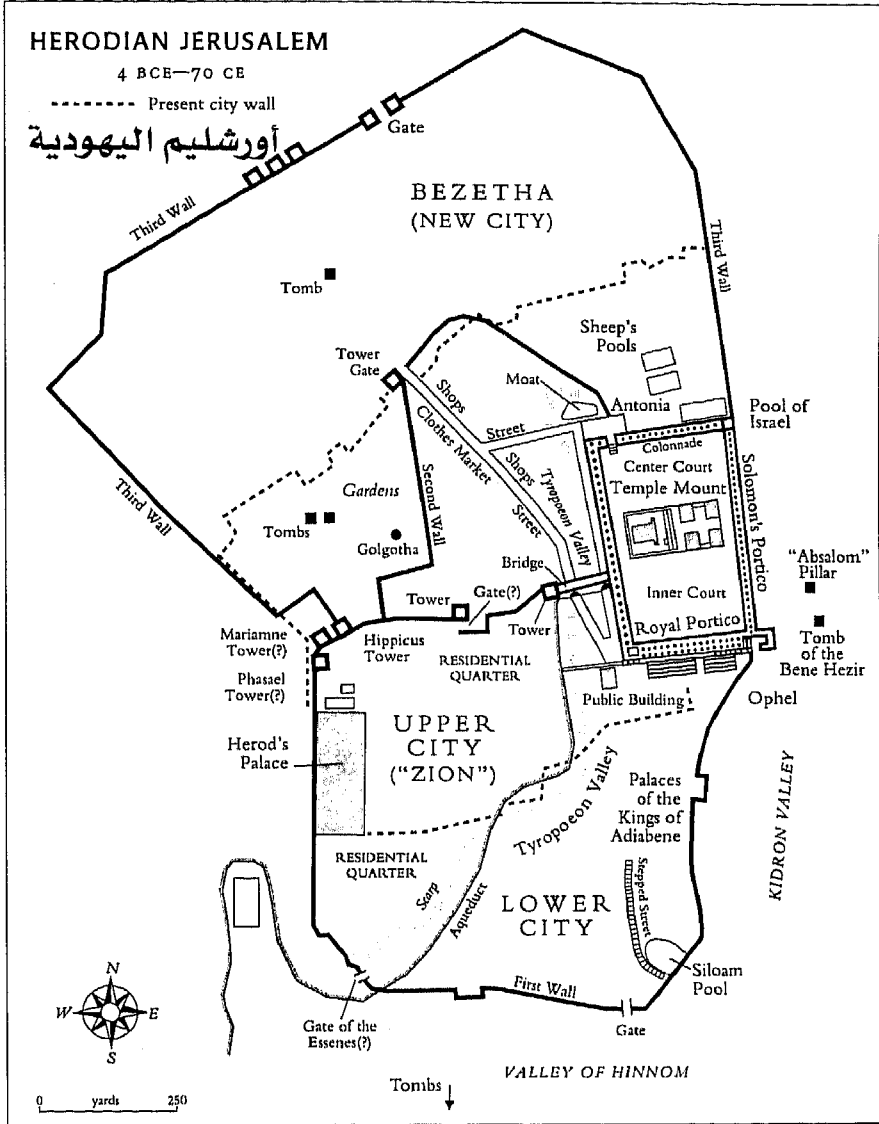 HERODIAN JERUSALEM
4 BCE—70 CE
Present city wall
أورشليم اليهودية
Gate
BEZETHA
(NEW CITY)
Third Wall
Third Wall
Tomb
Sheep's
Pools
Tower
Gate
Moat
Antonia
Pool of
Israel
Shops
Street
Clothes Market
Street
Shops
Tyropoeon Valley
Colonnade
Center Court
Temple Mount
Solomon's Portico
Third Wall
Gardens
Second Wall
Tombs
Golgotha
Bridge
Inner Court
Royal Portico
"Absalom"
Pillar
Tower
Gate(?)
Tower
Tomb
of the
Bene Hezir
Mariamne
Tower(?)
Hippicus
Tower
RESIDENTIAL
QUARTER
Phasael
Tower(?)
Public Building
Ophel
UPPER
CITY
("ZION")
Herod's
Palace
Tyropoeon Valley
Palaces
of the
Kings of
Adiabene
KIDRON VALLEY
RESIDENTIAL
QUARTER
Scarp
Aqueduct
LOWER
CITY
Stepped Street
Siloam
Pool
First Wall
Gate
Gate of the
Essenes(?)
N
W
E
S
VALLEY OF HINNOM
Tombs
0 yards 250